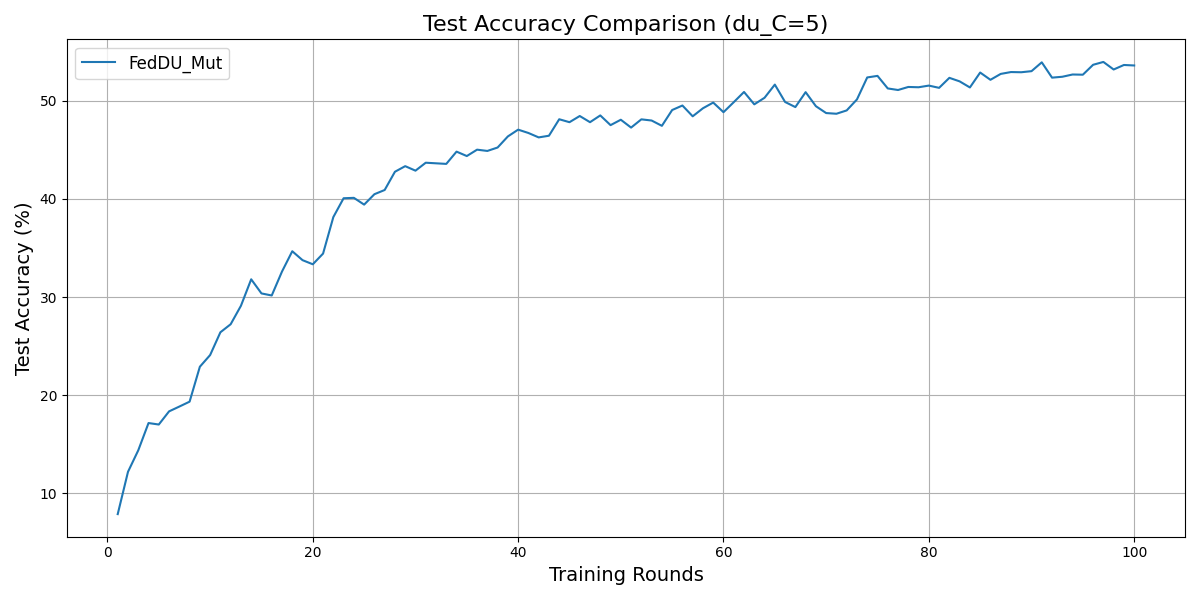 Test Accuracy Comparison (du_C=5)
FedDU_Mut
Test Accuracy (%)
50
40
30
20
10
0 20 40 60 80 100
Training Rounds